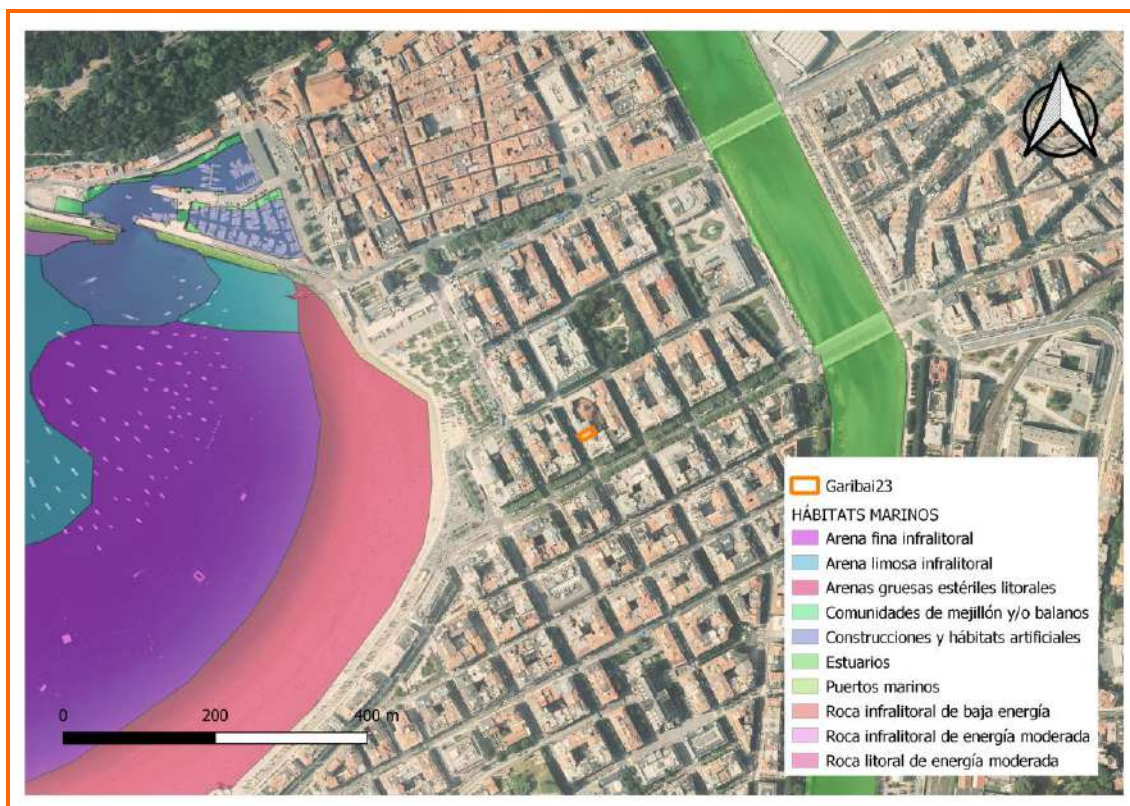 Garibai23
HÁBITATS MARINOS
Arena fina infralitoral
Arena limosa infralitoral
Arenas gruesas estériles litorales
Comunidades de mejillón y/o balanos
Construcciones y hábitats artificiales
Estuarios
Puertos marinos
Roca infralitoral de baja energía
Roca infralitoral de energía moderada
Roca litoral de energía moderada
0 200 400 m